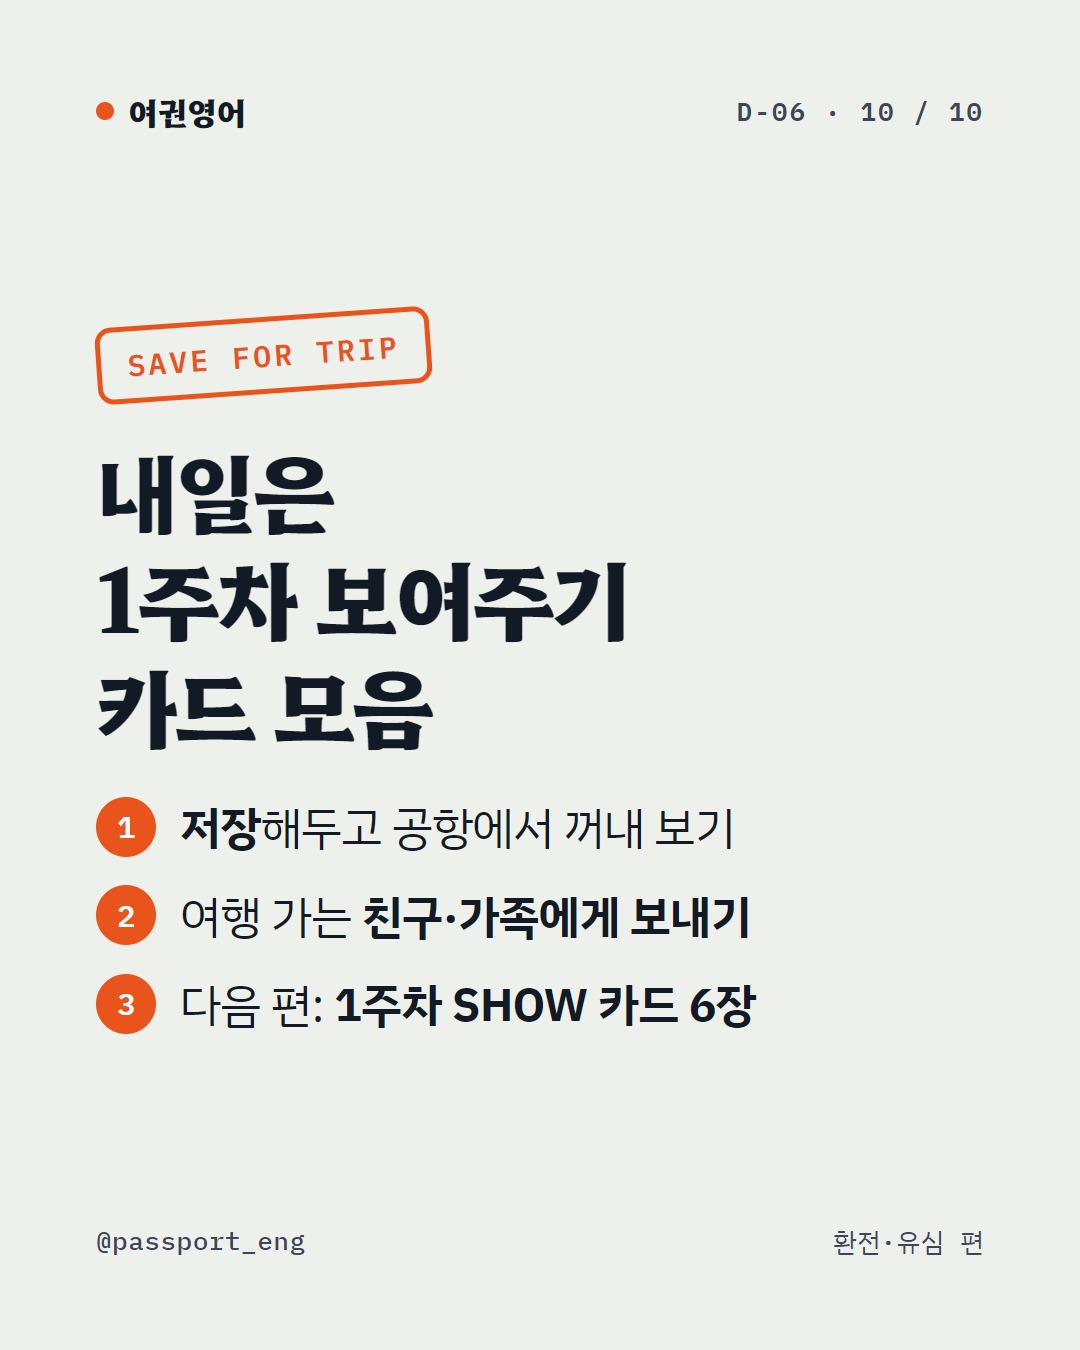 여권영어
D-06 · 10 / 10
SAVE FOR TRIP
내일은
1주차 보여주기
카드 모음
1 저장해두고 공항에서 꺼내 보기
2 여행 가는 친구·가족에게 보내기
3 다음 편: 1주차 SHOW 카드 6장
@passport_eng
환전·유심 편